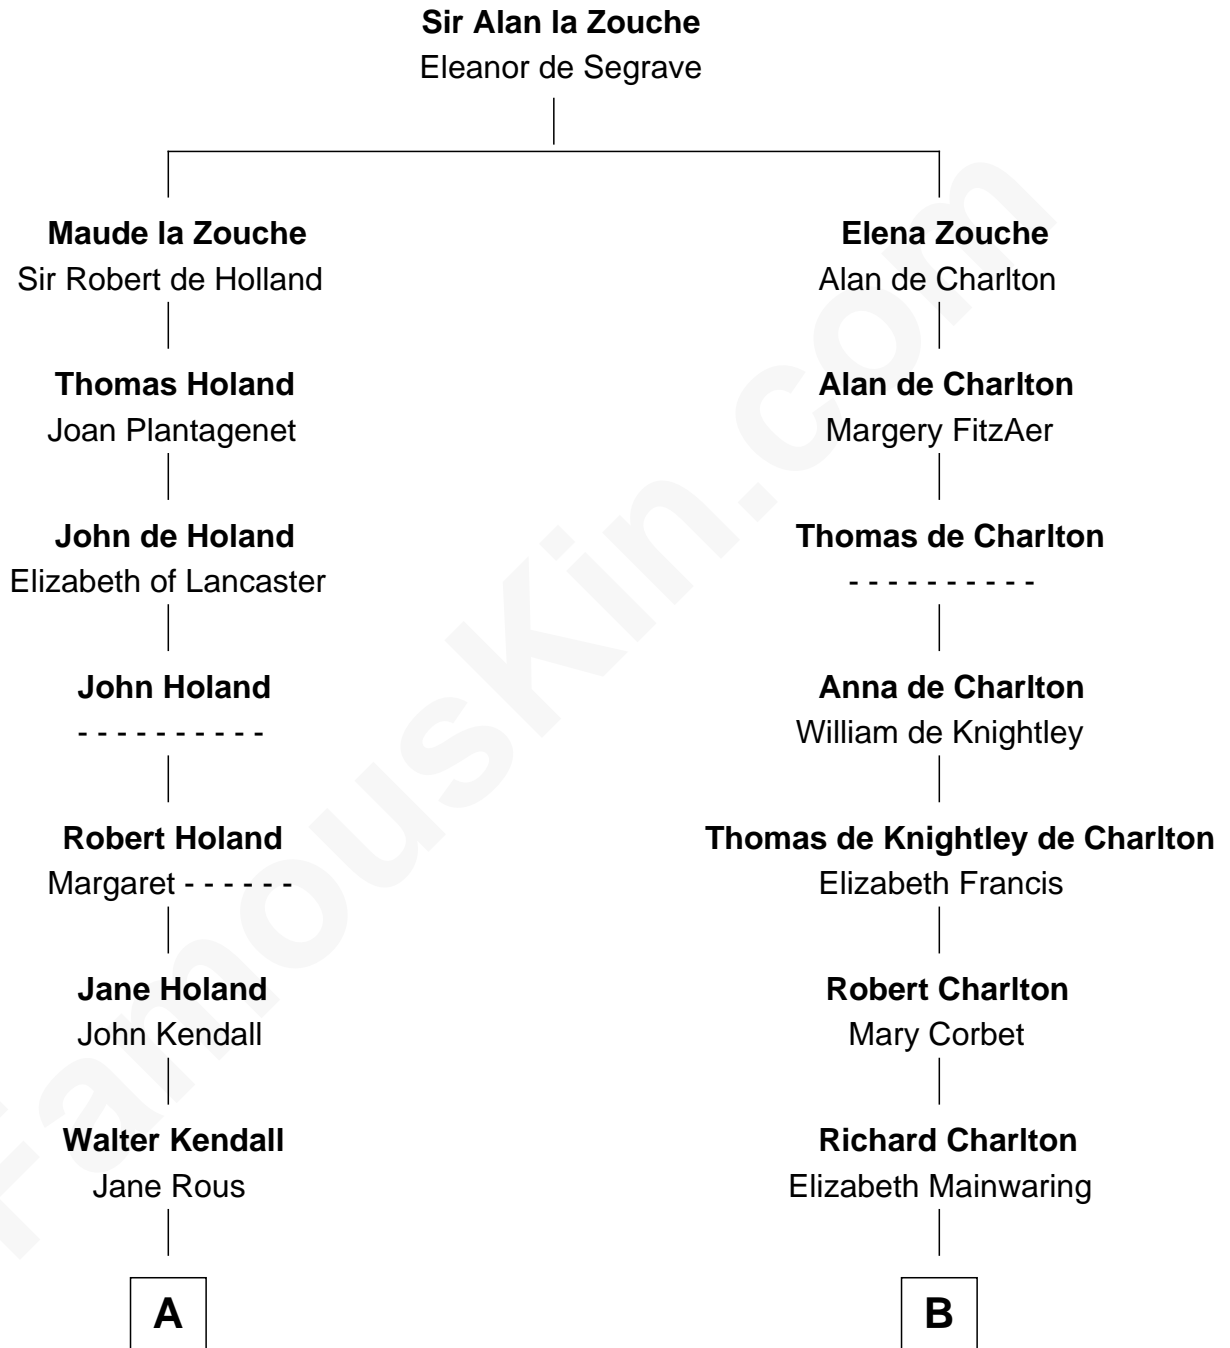 Sir Alan la Zouche
Eleanor de Segrave
Maude la Zouche
Sir Robert de Holland
Elena Zouche
Alan de Charlton
Thomas Holand
Joan Plantagenet
Alan de Charlton
Margery FitzAer
John de Holand
Elizabeth of Lancaster
Thomas de Charlton
- - - - - - - - - -
John Holand
- - - - - - - - - -
Anna de Charlton
William de Knightley
Robert Holand
Margaret - - - - - -
Thomas de Knightley de Charlton
Elizabeth Francis
Jane Holand
John Kendall
Robert Charlton
Mary Corbet
Walter Kendall
Jane Rous
Richard Charlton
Elizabeth Mainwaring
A
B
FamousKin.com